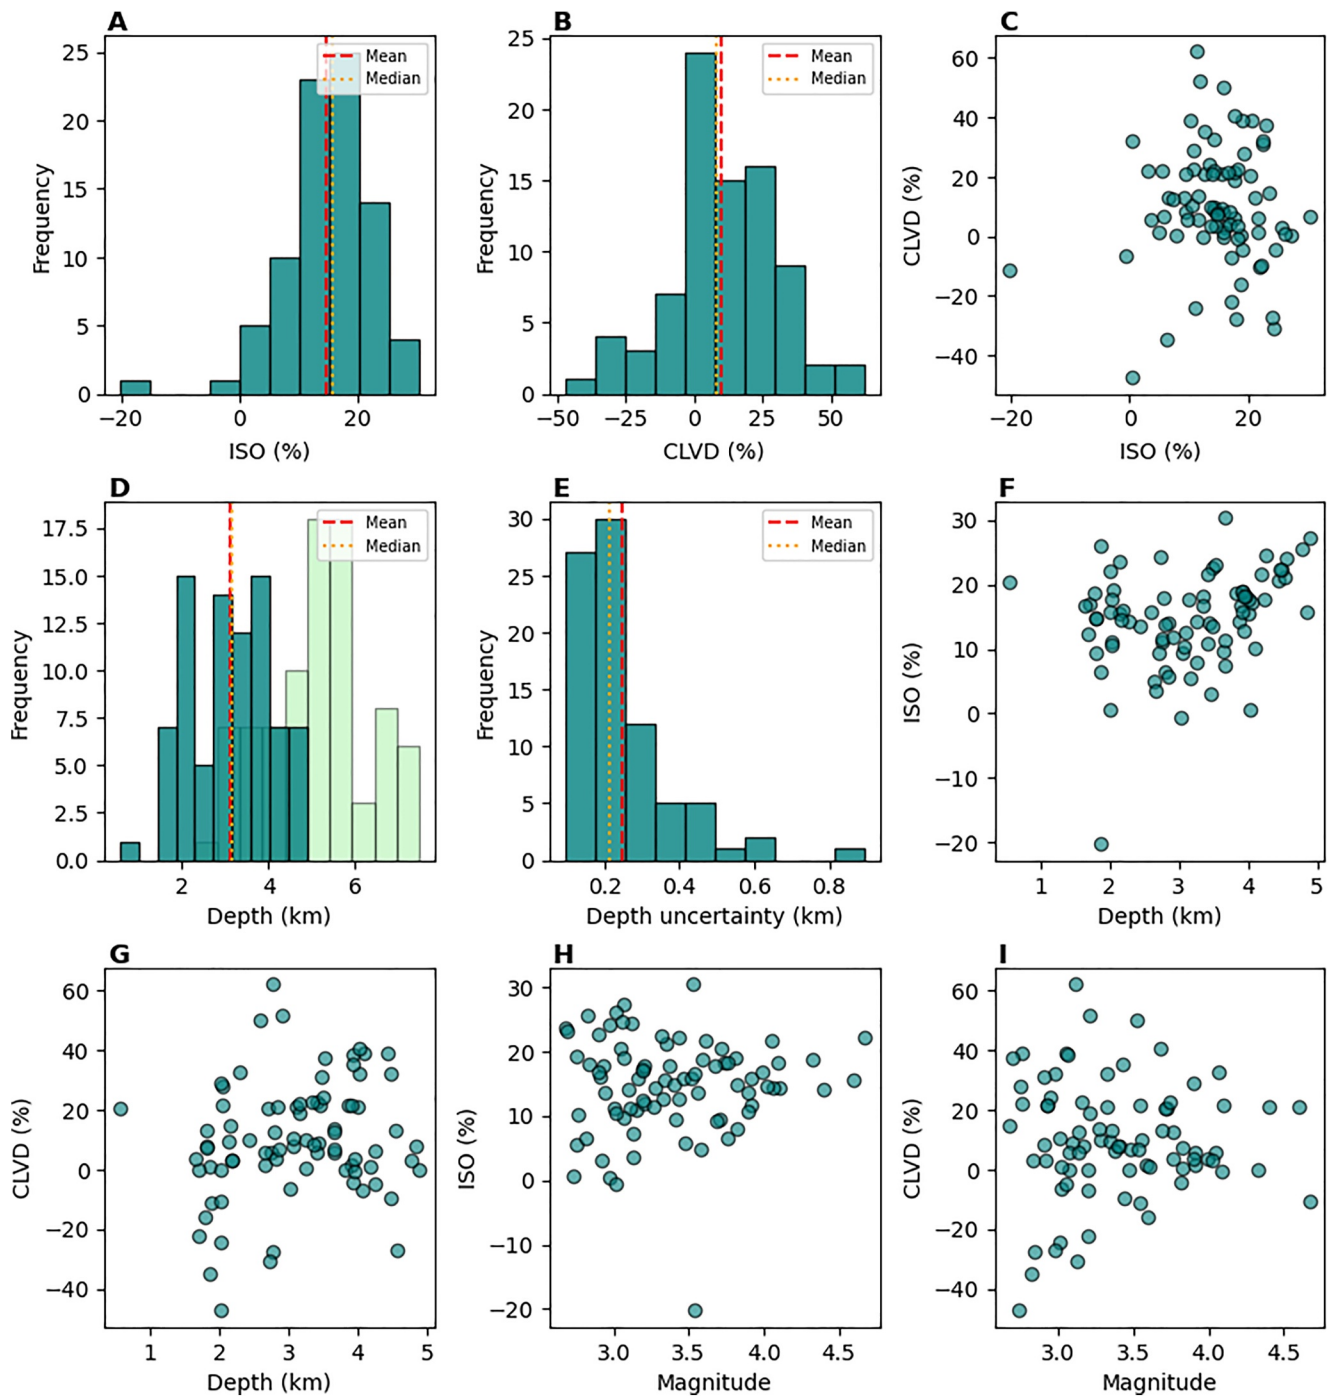 A
25
20
15
10
5
0
Frequency
−20
0
20
ISO (%)
Mean
Median
B
25
20
15
10
5
0
Frequency
−50
−25
0
25
50
CLVD (%)
Mean
Median
C
60
40
20
0
−20
−40
CLVD (%)
−20
0
20
ISO (%)
D
17.5
15.0
12.5
10.0
7.5
5.0
2.5
0.0
Frequency
2
4
6
Depth (km)
Mean
Median
E
30
25
20
15
10
5
0
Frequency
0.2
0.4
0.6
0.8
Depth uncertainty (km)
Mean
Median
F
30
20
10
0
−10
−20
ISO (%)
1
2
3
4
5
Depth (km)
G
60
40
20
0
−20
−40
CLVD (%)
1
2
3
4
5
Depth (km)
H
30
20
10
0
−10
−20
ISO (%)
3.0
3.5
4.0
4.5
Magnitude
I
60
40
20
0
−20
−40
CLVD (%)
3.0
3.5
4.0
4.5
Magnitude